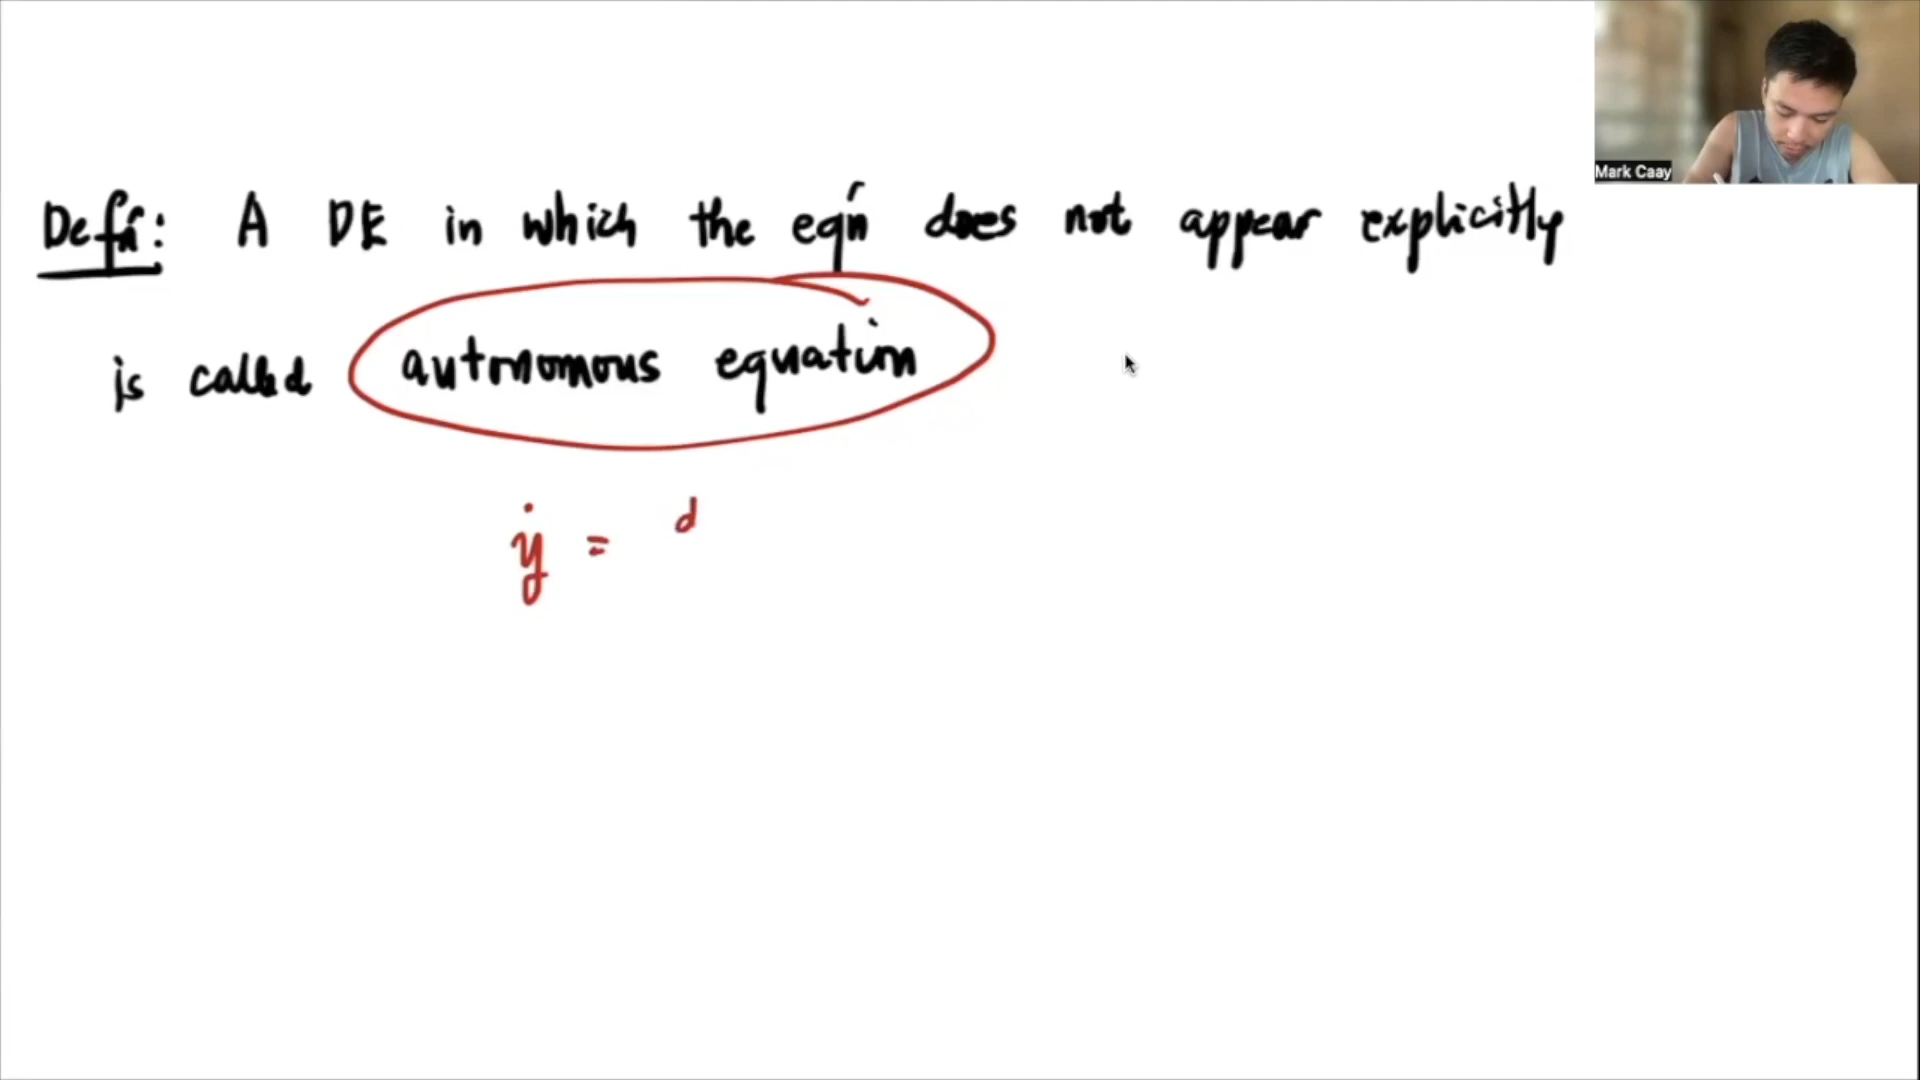 Mark Caay
Defn: A DE in which the eqn does not appear explicitly
is called autonomous equation
ẏ = d